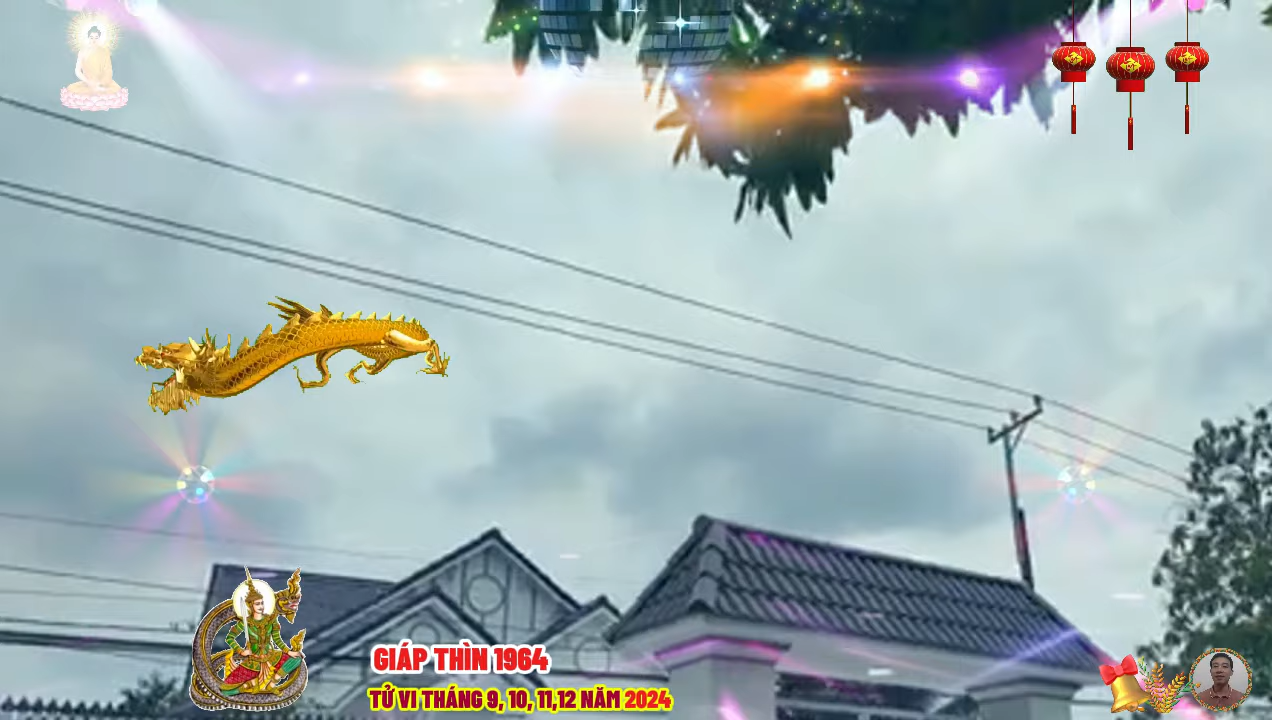 GIÁP THÌN 1964
TỬ VI THÁNG 9, 10, 11,12 NĂM 2024